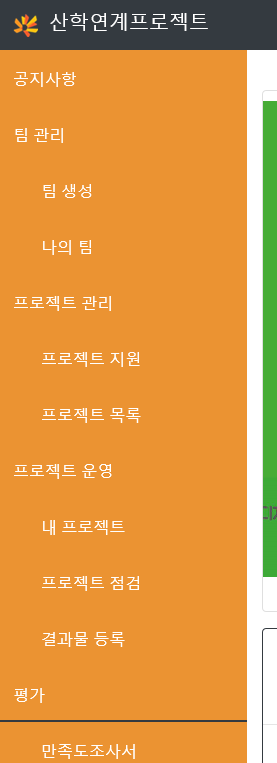 산학연계프로젝트
공지사항
팀 관리
팀 생성
나의 팀
프로젝트 관리
프로젝트 지원
프로젝트 목록
프로젝트 운영
내 프로젝트
프로젝트 점검
결과물 등록
평가
만족도조사서